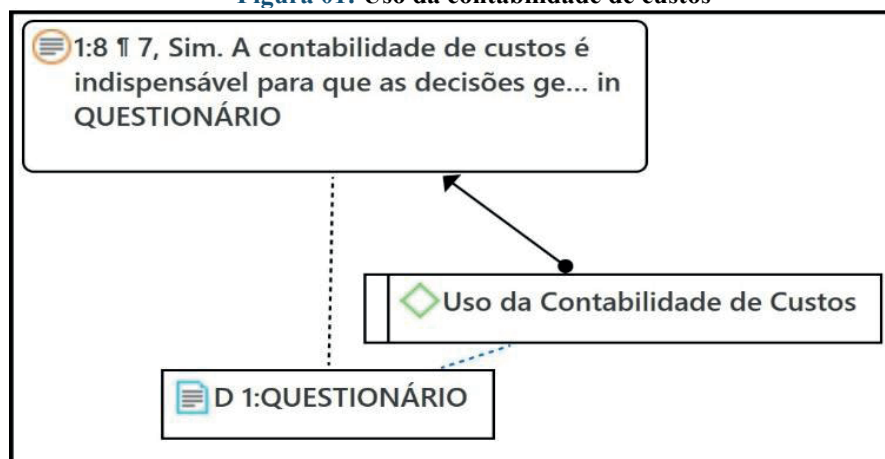 Figura 01: Uso da contabilidade de custos
1:8 ¶ 7, Sim. A contabilidade de custos é
indispensável para que as decisões ge... in
QUESTIONÁRIO
Uso da Contabilidade de Custos
D 1:QUESTIONÁRIO